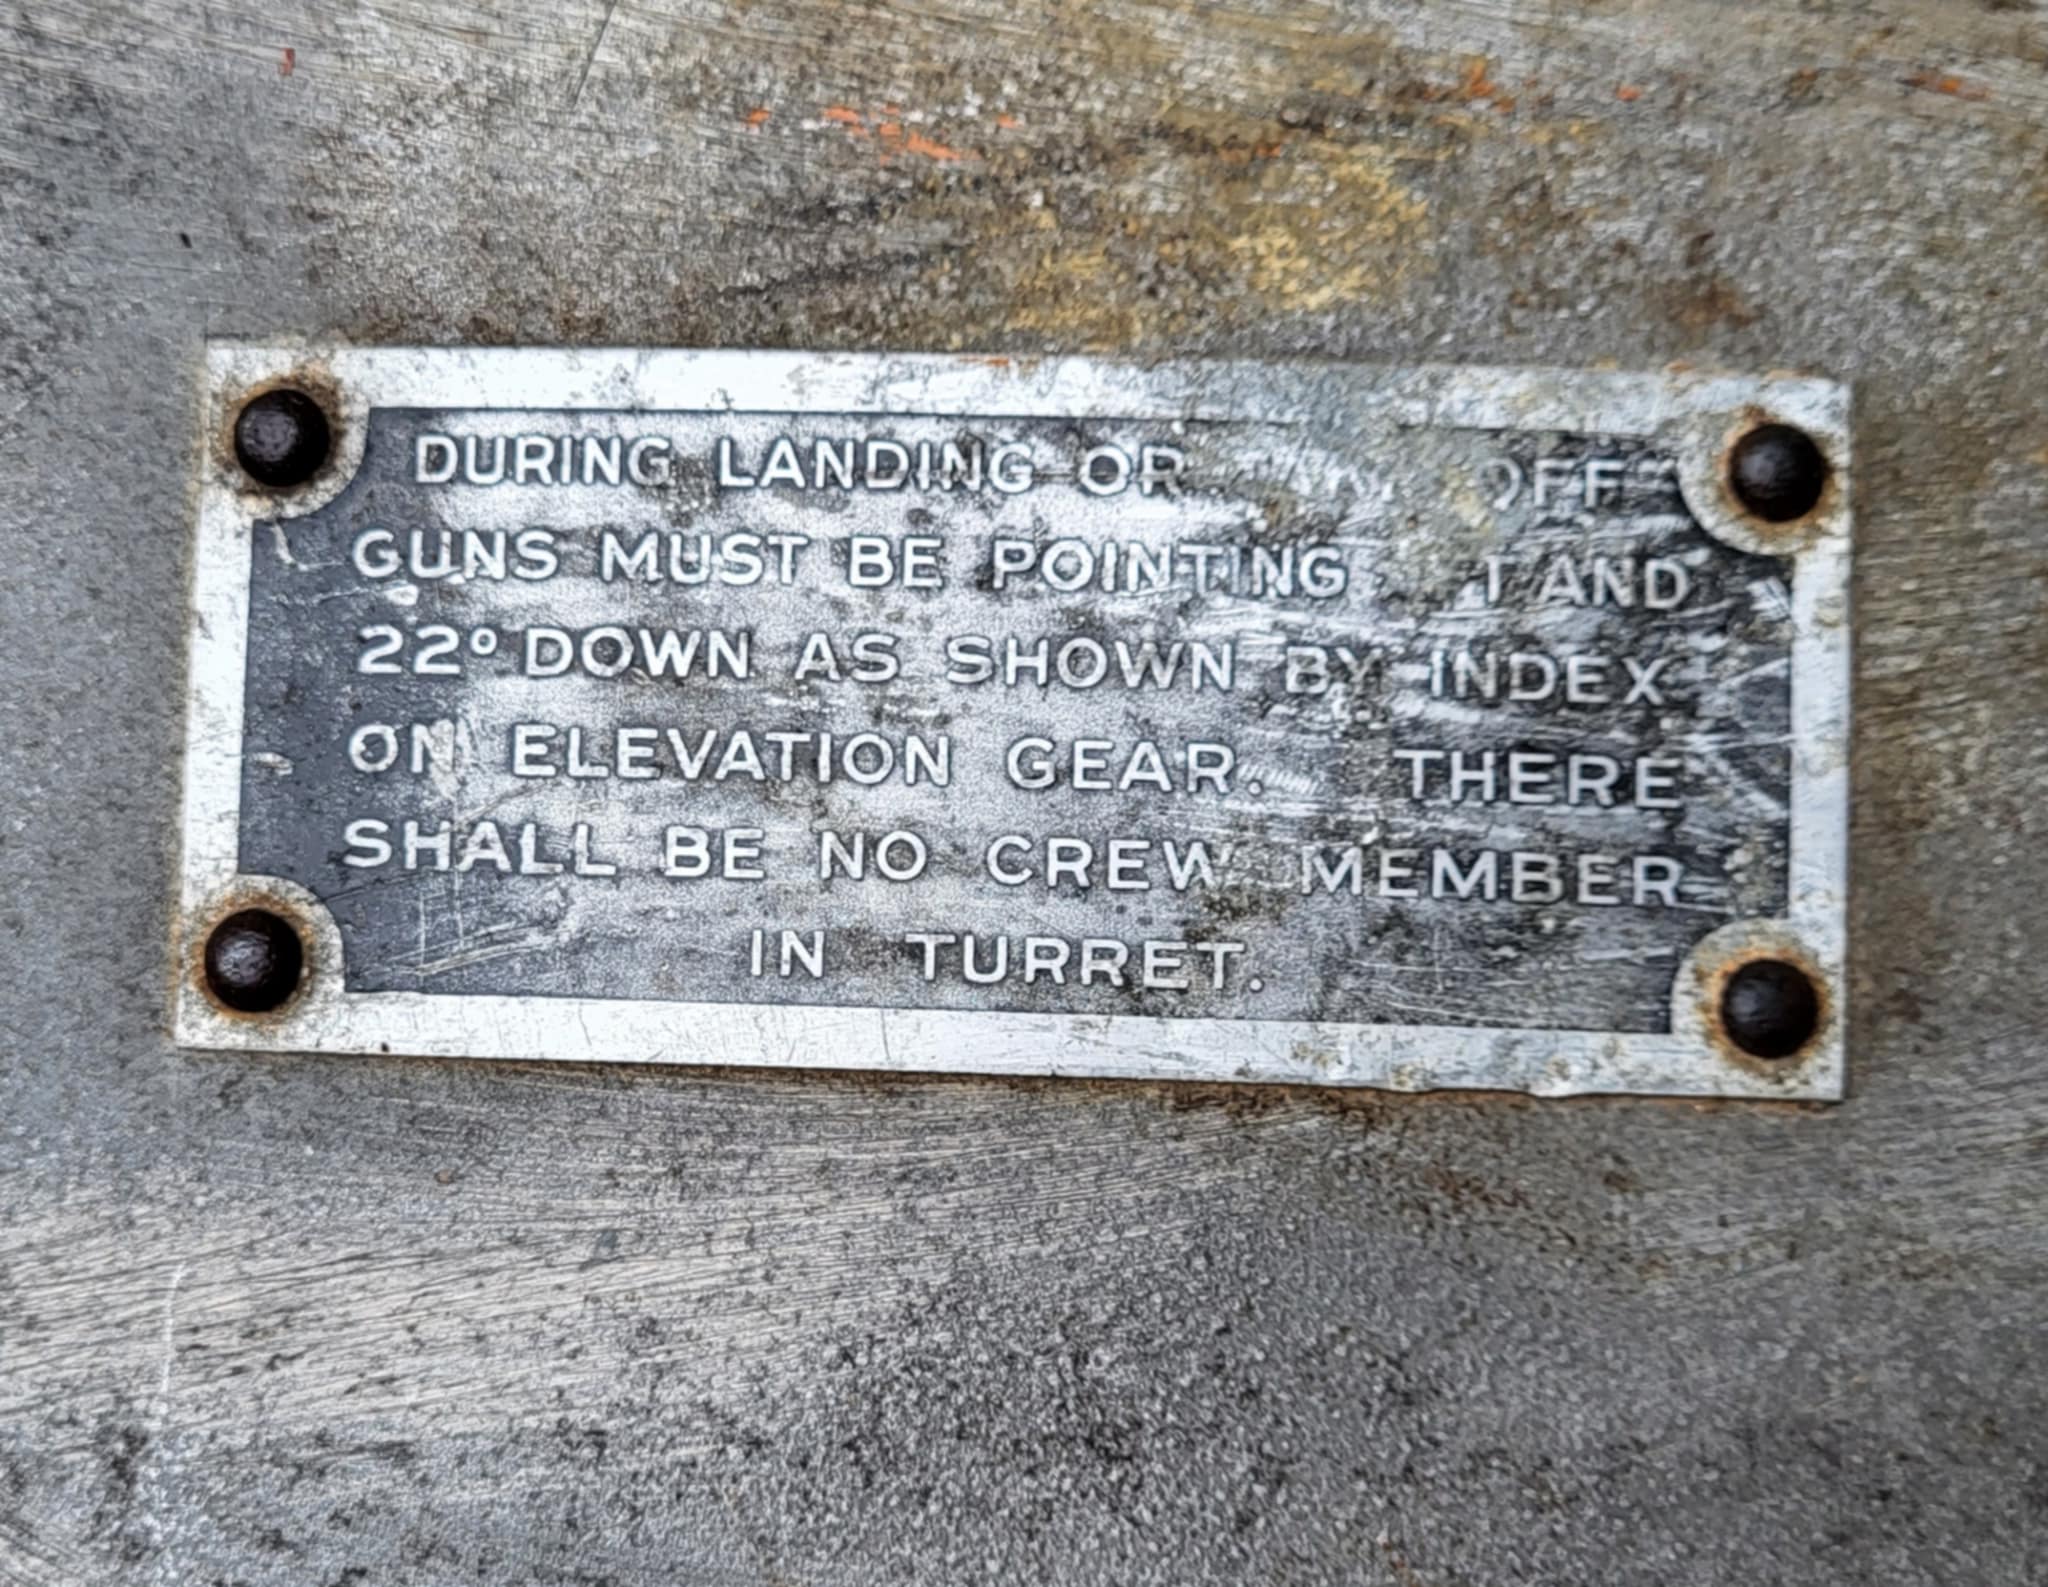 DURING LANDING OR OFF
GUNS MUST BE POINTING AND
22° DOWN AS SHOWN BY INDEX
ON ELEVATION GEAR. THERE
SHALL BE NO CREW MEMBER
IN TURRET.